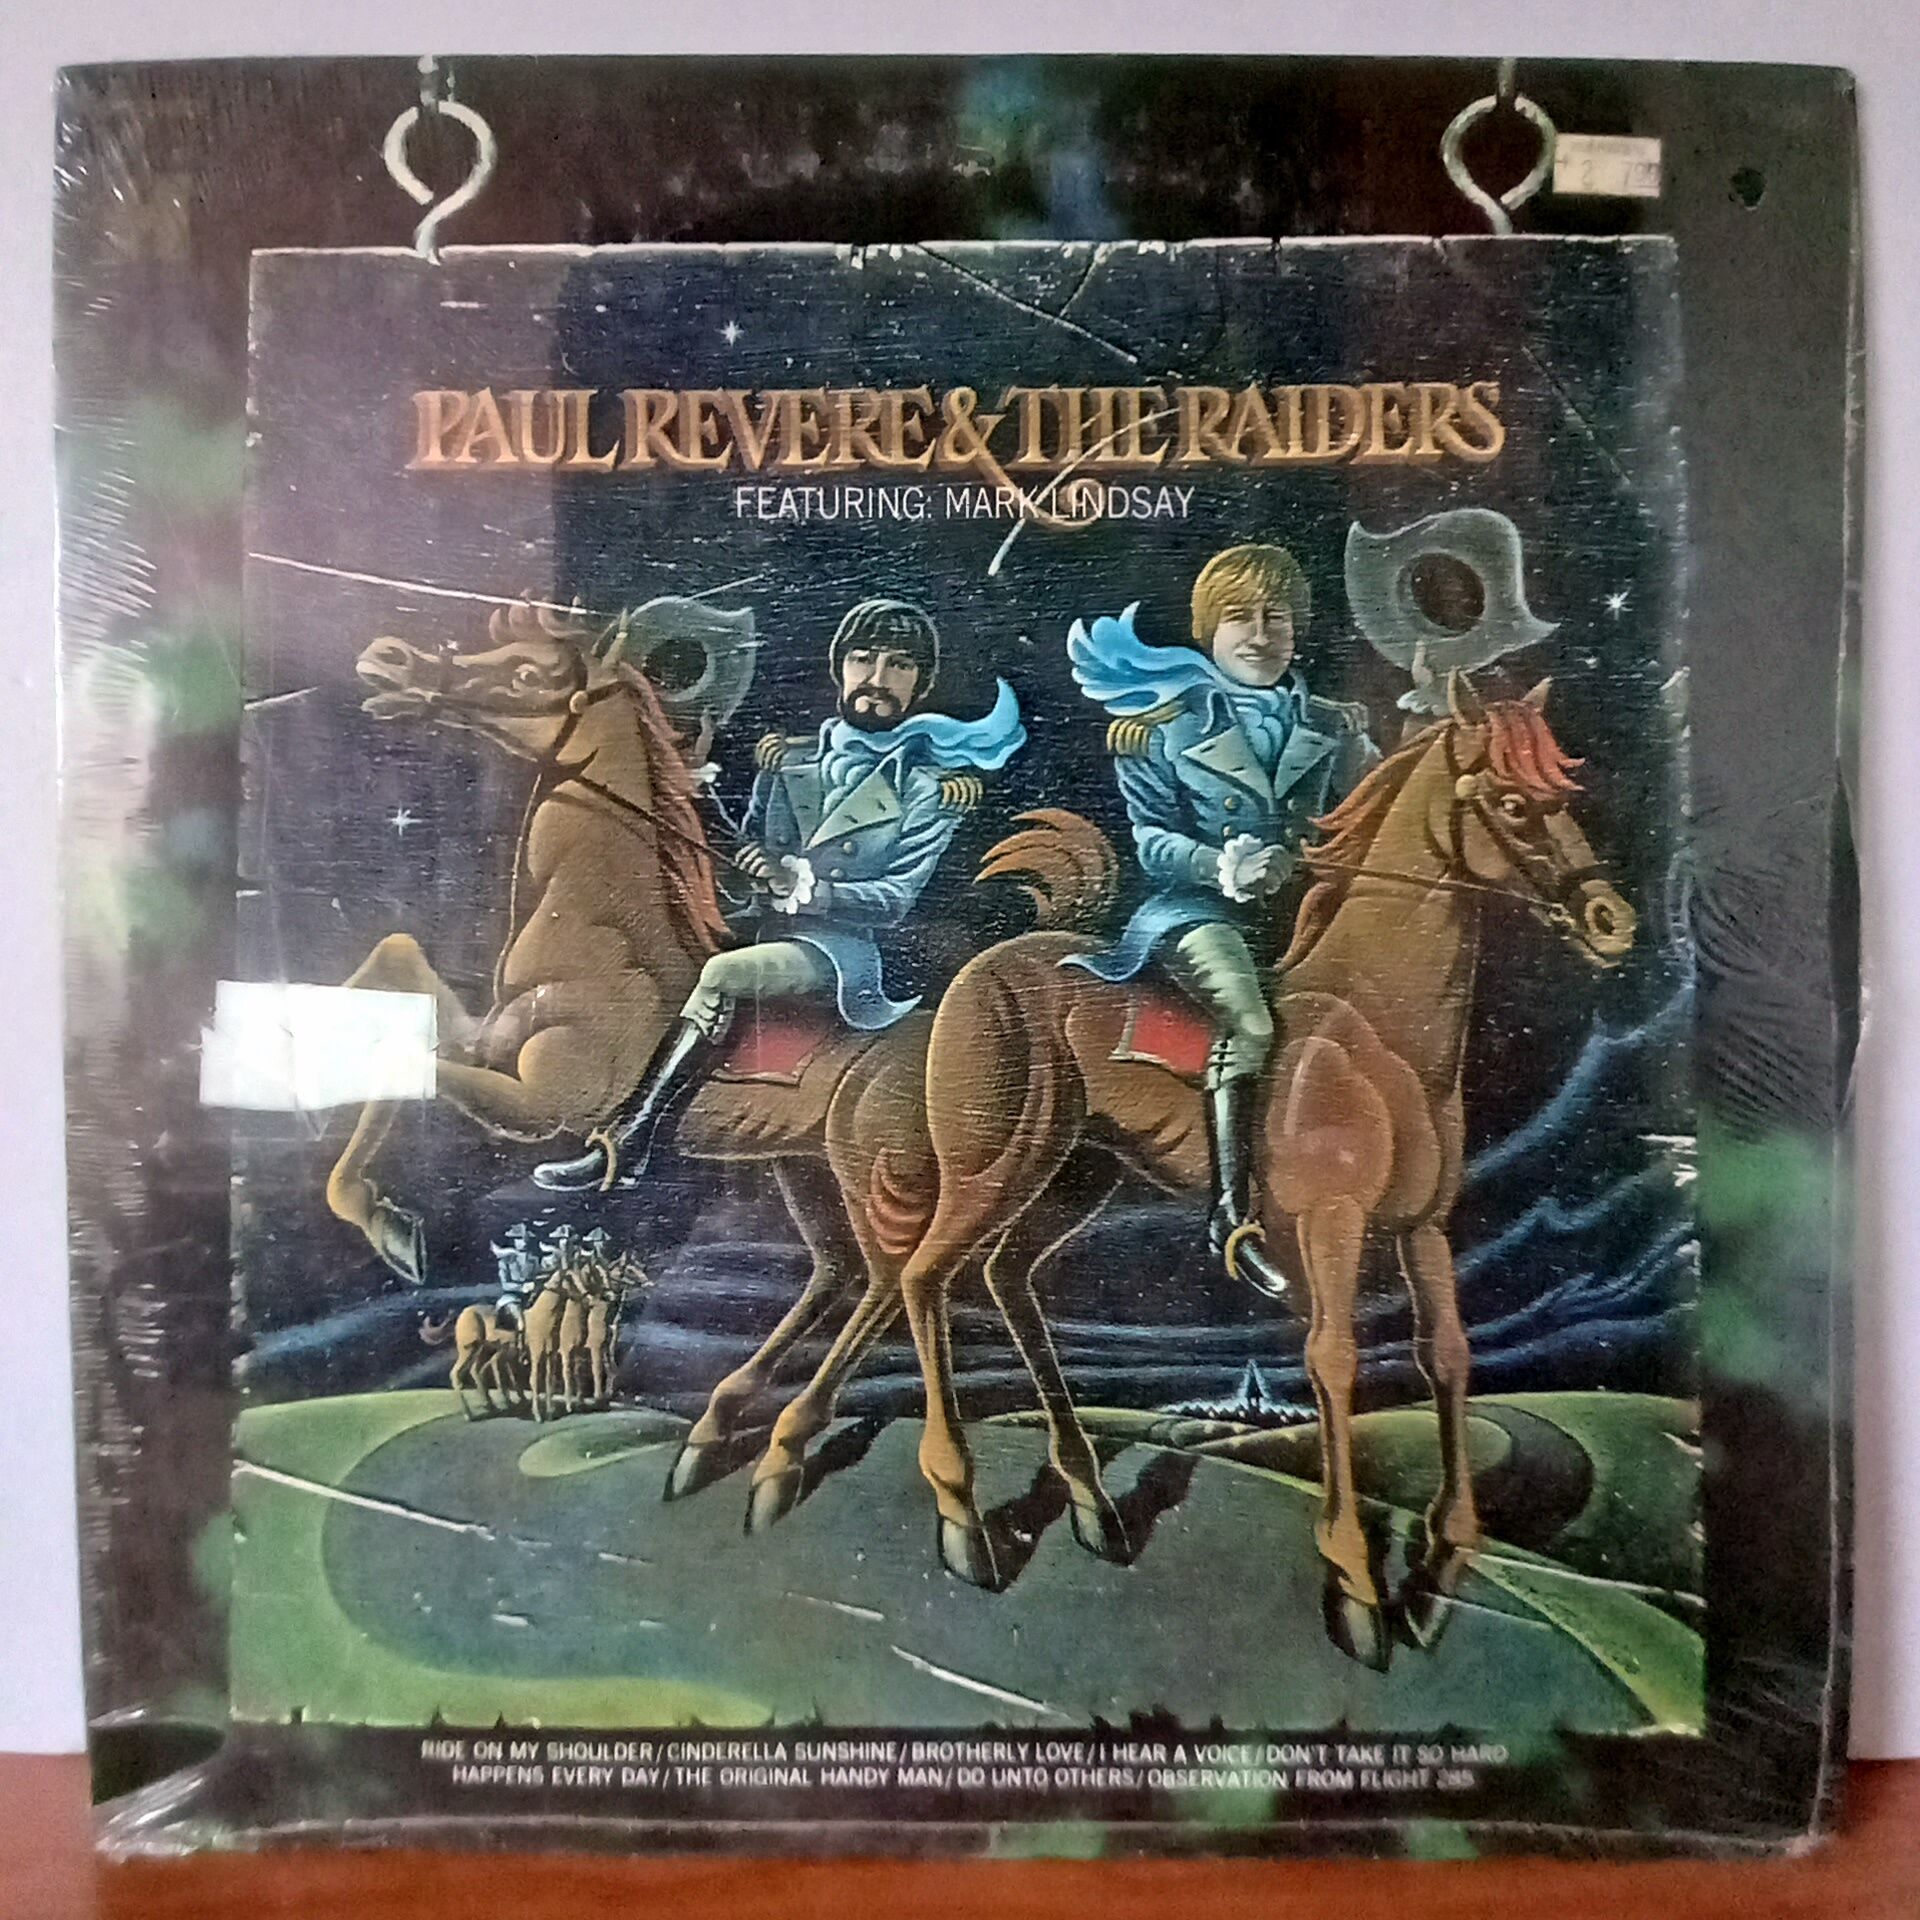 PAUL REVERE & THE RAIDERS
FEATURING: MARK LINDSAY
RIDE ON MY SHOULDER/CINDERELLA SUNSHINE/BROTHERLY LOVE/I HEAR A VOICE/DON'T TAKE IT SO HARD
HAPPENS EVERY DAY/THE ORIGINAL HANDY MAN/DO UNTO OTHERS/OBSERVATION FROM FLIGHT 285